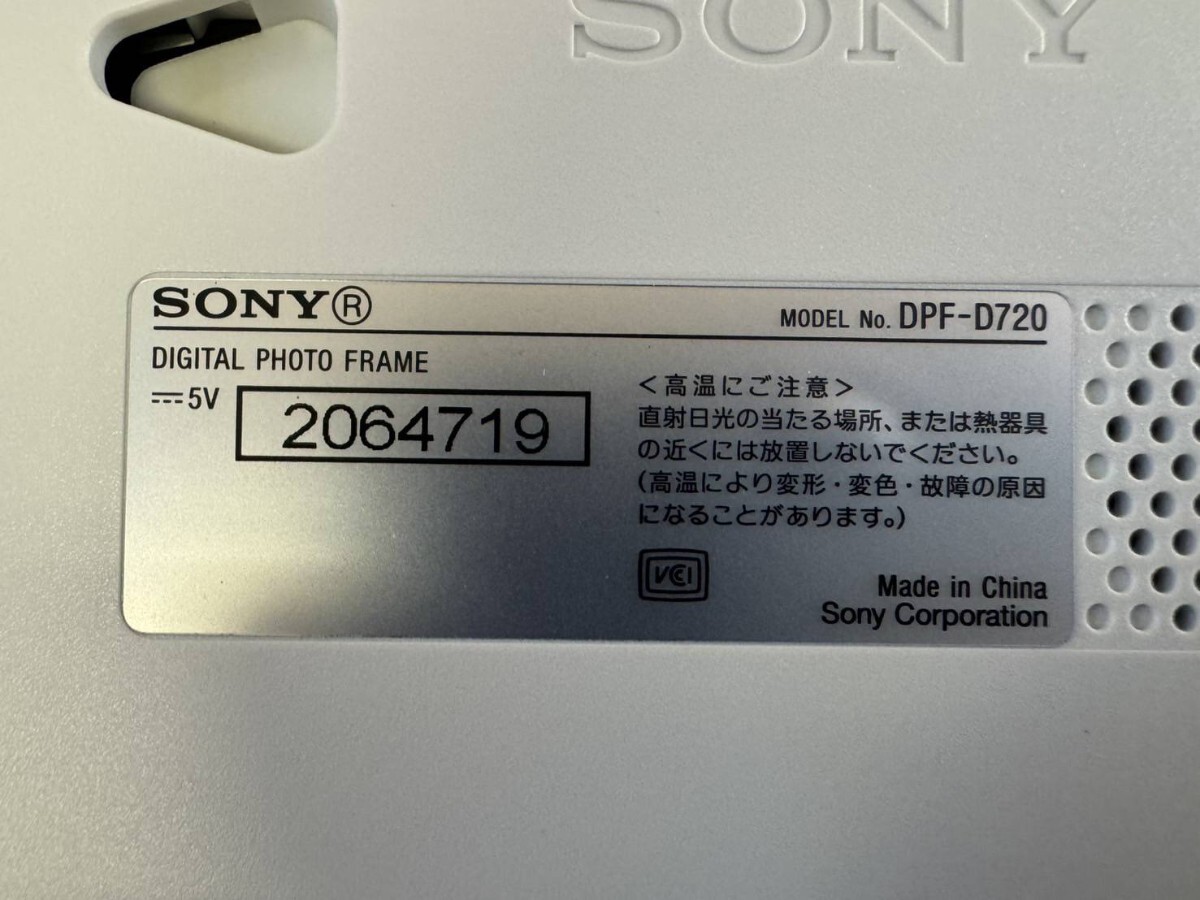 SONY
SONY®
MODEL No. DPF-D720
DIGITAL PHOTO FRAME
⎓5V
2064719
<高温にご注意>
直射日光の当たる場所、または熱器具
の近くには放置しないでください。
(高温により変形・変色・故障の原因
になることがあります。)
VCI
Made in China
Sony Corporation